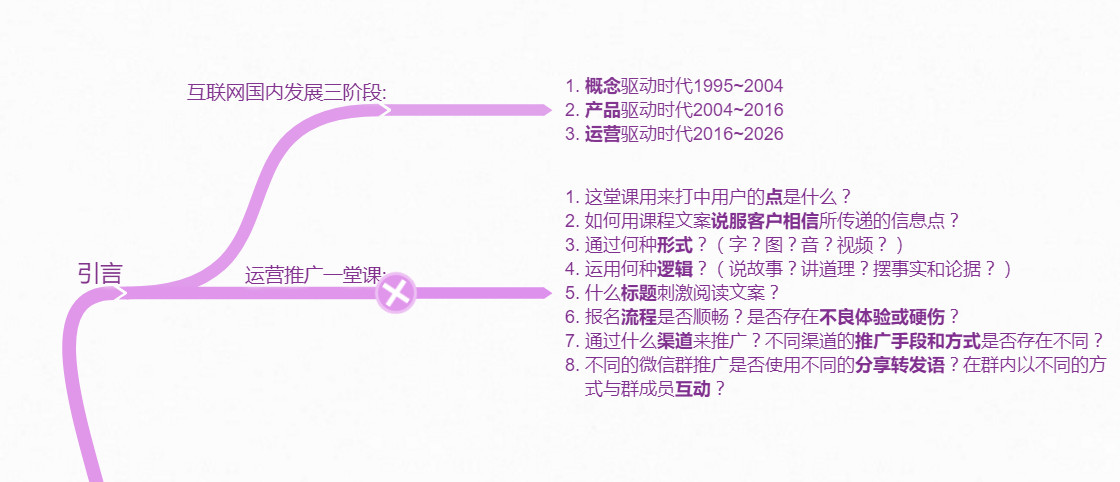 互联网国内发展三阶段:
1. 概念驱动时代1995~2004
2. 产品驱动时代2004~2016
3. 运营驱动时代2016~2026
引言
运营推广一堂课:
1. 这堂课用来打中用户的点是什么？
2. 如何用课程文案说服客户相信所传递的信息点？
3. 通过何种形式？（字？图？音？视频？）
4. 运用何种逻辑？（说故事？讲道理？摆事实和论据？）
5. 什么标题刺激阅读文案？
6. 报名流程是否顺畅？是否存在不良体验或硬伤？
7. 通过什么渠道来推广？不同渠道的推广手段和方式是否存在不同？
8. 不同的微信群推广是否使用不同的分享转发语？在群内以不同的方
式与群成员互动？